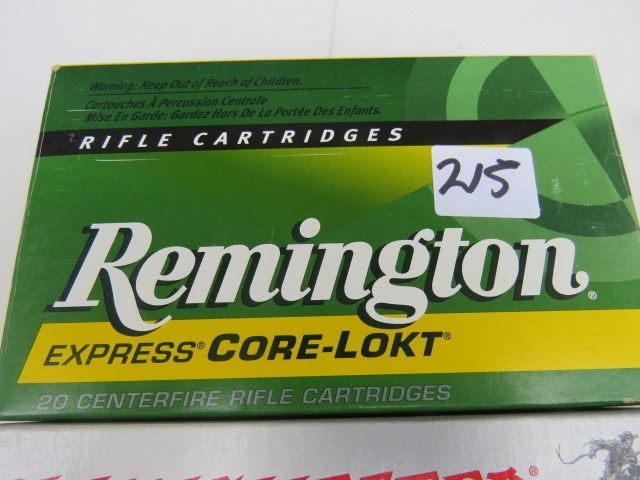 Warning: Keep Out of Reach of Children.
Cartouches À Percussion Centrale
Mise En Garde: Gardez Hors De La Portée Des Enfants.
RIFLE CARTRIDGES
215
Remington®
EXPRESS® CORE-LOKT®
20 CENTERFIRE RIFLE CARTRIDGES